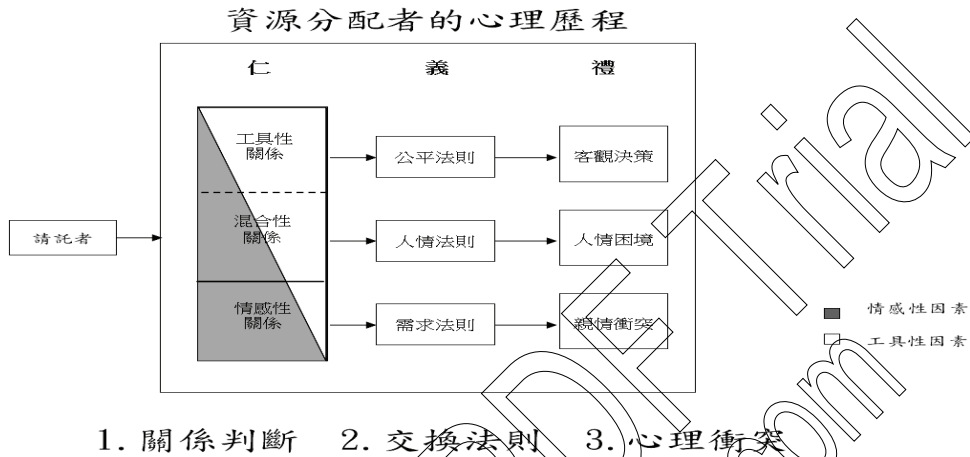 資源分配者的心理歷程
仁 義 禮
工具性
關係
公平法則
客觀決策
請託者
混合性
關係
人情法則
人情困境
情感性
關係
需求法則
親情衝突
情感性因素
工具性因素
1. 關係判斷 2. 交換法則 3. 心理衝突
PDF Trial
om